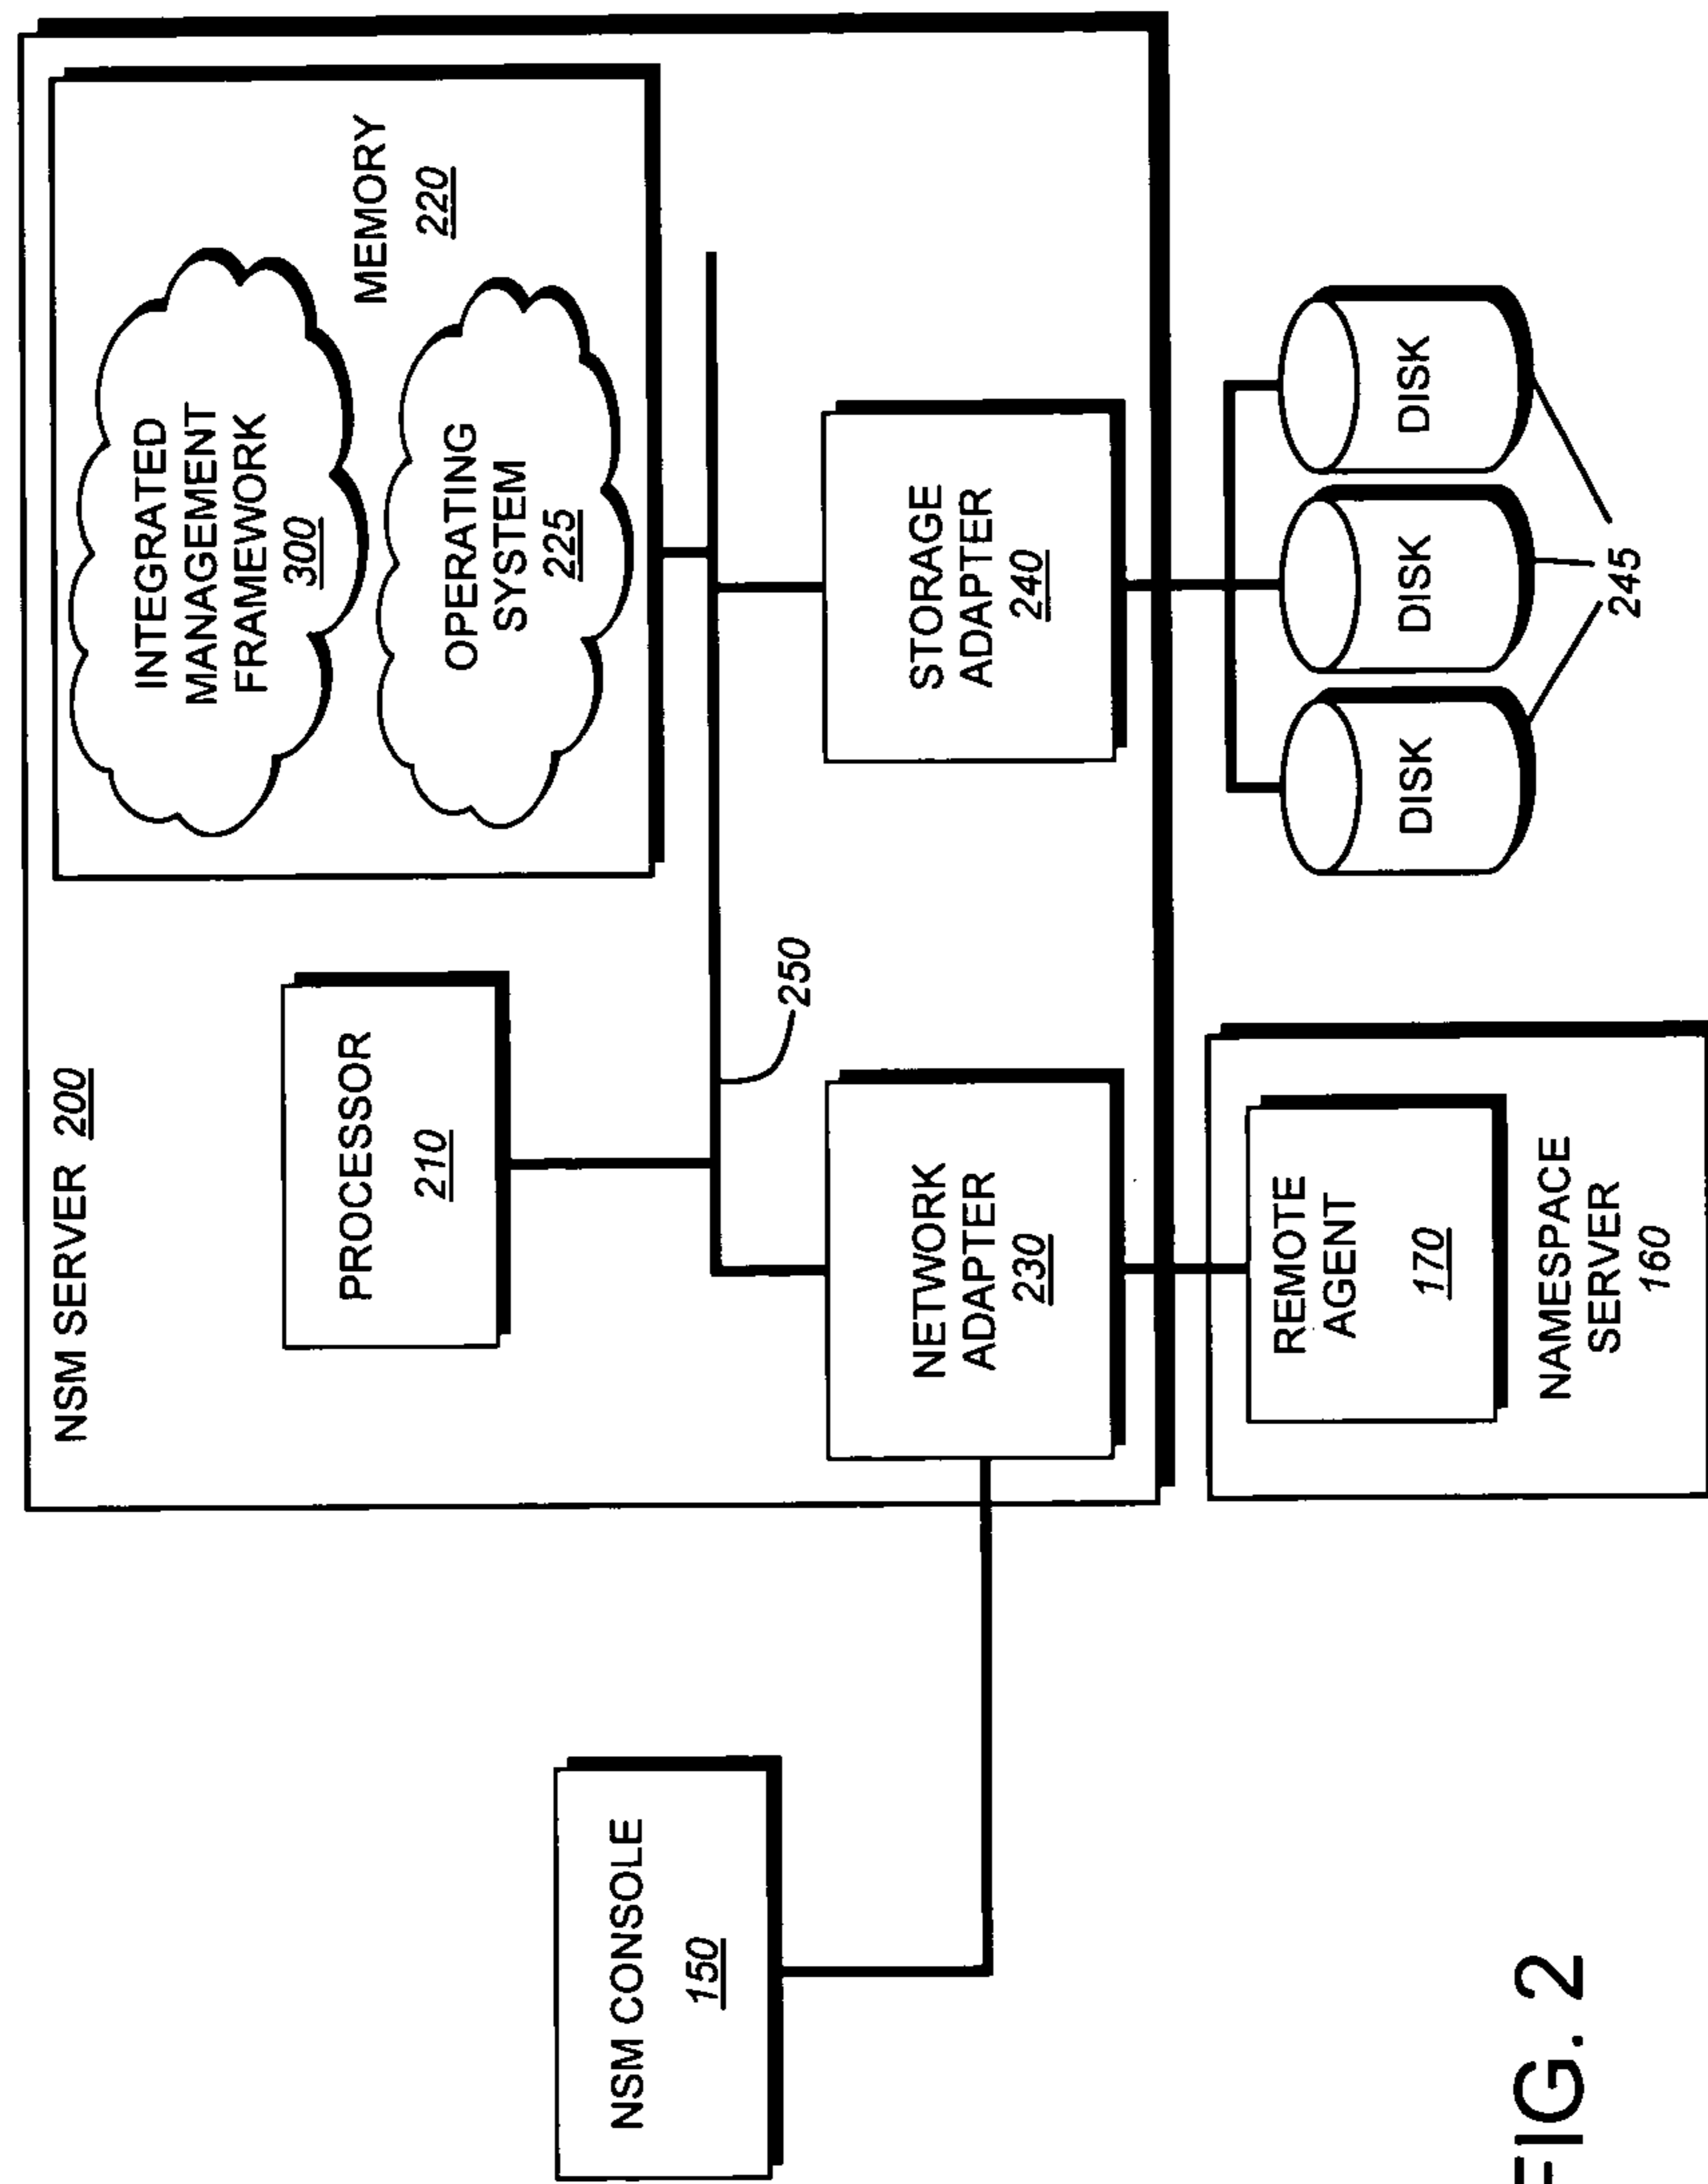 NSM SERVER 200
PROCESSOR
210
INTEGRATED
MANAGEMENT
FRAMEWORK
300
OPERATING
SYSTEM
225
MEMORY
220
250
NETWORK
ADAPTER
230
STORAGE
ADAPTER
240
NSM CONSOLE
150
REMOTE
AGENT
170
NAMESPACE
SERVER
160
DISK
DISK
DISK
245
FIG. 2